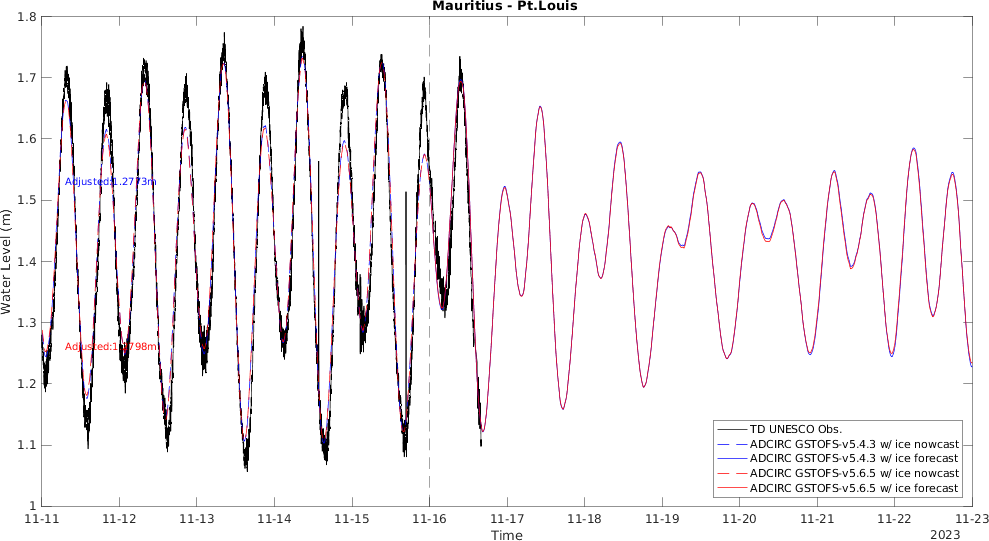 Mauritius - Pt.Louis
1.8
1.7
1.6
1.5
1.4
1.3
1.2
1.1
1
Water Level (m)
Adjusted:1.2773m
TD UNESCO Obs.
ADCIRC GSTOFS-v5.4.3 w/ ice nowcast
ADCIRC GSTOFS-v5.4.3 w/ ice forecast
ADCIRC GSTOFS-v5.6.5 w/ ice nowcast
ADCIRC GSTOFS-v5.6.5 w/ ice forecast
11-11
11-12
11-13
11-14
11-15
11-16
11-17
11-18
11-19
11-20
11-21
11-22
11-23
Time
2023